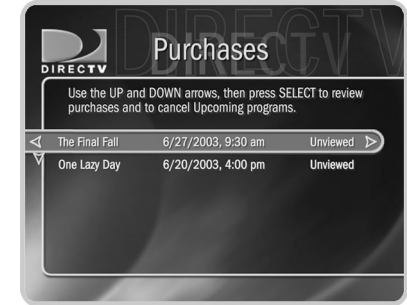 DIRECTV
DIRECTV
Purchases
Use the UP and DOWN arrows, then press SELECT to review
purchases and to cancel Upcoming programs.
The Final Fall 6/27/2003, 9:30 am Unviewed
One Lazy Day 6/20/2003, 4:00 pm Unviewed